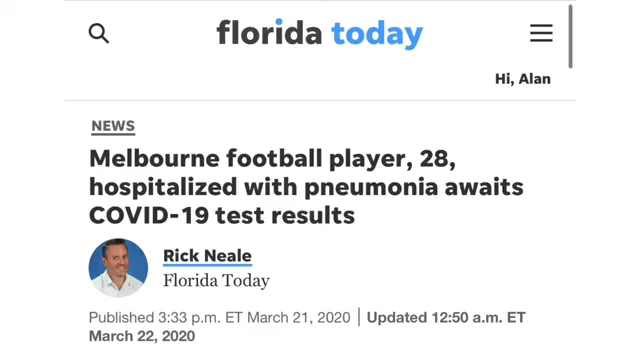 florida today
Hi, Alan
NEWS
Melbourne football player, 28,
hospitalized with pneumonia awaits
COVID-19 test results
Rick Neale
Florida Today
Published 3:33 p.m. ET March 21, 2020 | Updated 12:50 a.m. ET
March 22, 2020